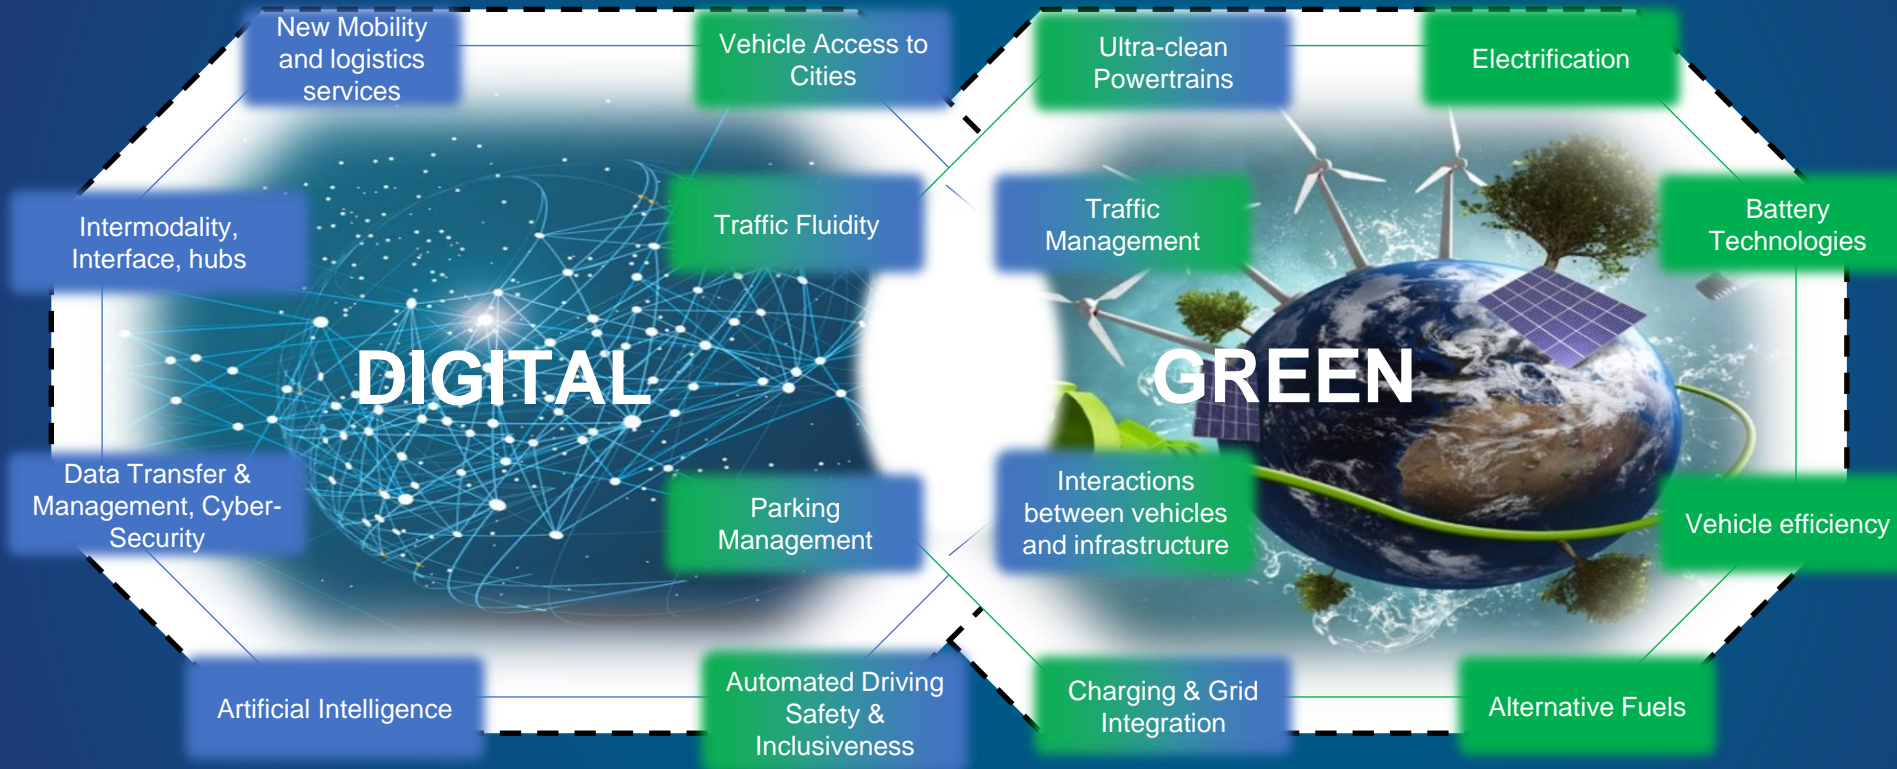 New Mobility
and logistics
services
Vehicle Access to
Cities
Ultra-clean
Powertrains
Electrification
Intermodality,
Interface, hubs
Traffic Fluidity
Traffic
Management
Battery
Technologies
DIGITAL
GREEN
Data Transfer &
Management, Cyber-
Security
Parking
Management
Interactions
between vehicles
and infrastructure
Vehicle efficiency
Artificial Intelligence
Automated Driving
Safety &
Inclusiveness
Charging & Grid
Integration
Alternative Fuels